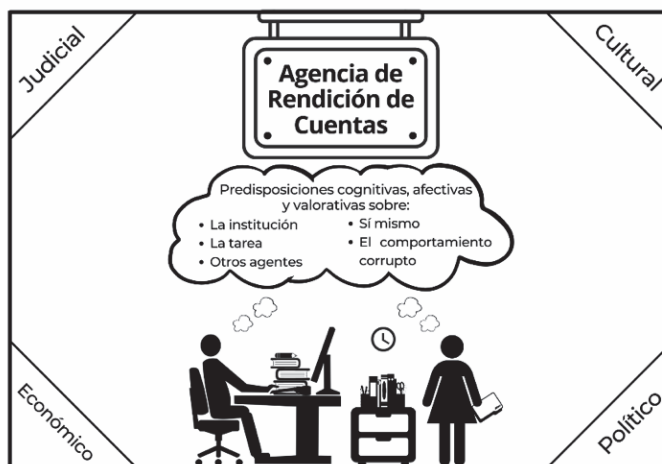 Judicial
Cultural
Agencia de
Rendición de
Cuentas
Predisposiciones cognitivas, afectivas
y valorativas sobre:
• La institución
• La tarea
• Otros agentes
• Sí mismo
• El comportamiento
corrupto
Económico
Político